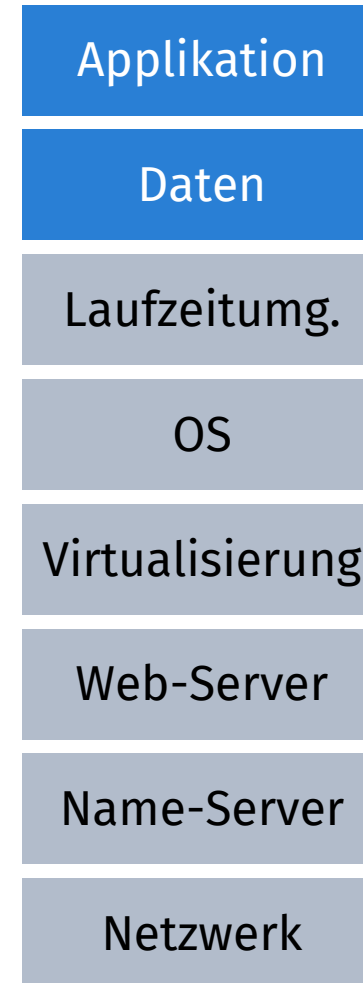 Applikation
Daten
Laufzeitumg.
OS
Virtualisierung
Web-Server
Name-Server
Netzwerk